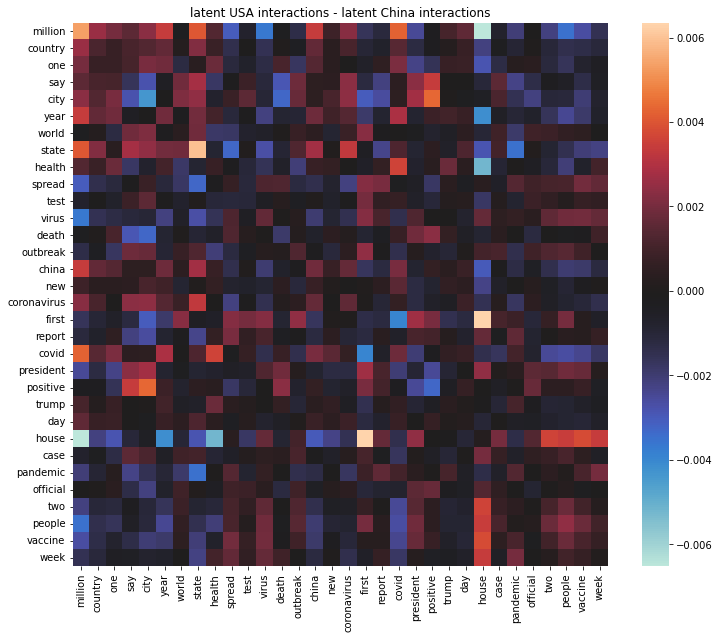 latent USA interactions - latent China interactions
million
country
one
say
city
year
world
state
health
spread
test
virus
death
outbreak
china
new
coronavirus
first
report
covid
president
positive
trump
day
house
case
pandemic
official
two
people
vaccine
week
million country one say city year world state health spread test virus death outbreak china new coronavirus first report covid president positive trump day house case pandemic official two people vaccine week
0.006
0.004
0.002
0.000
−0.002
−0.004
−0.006